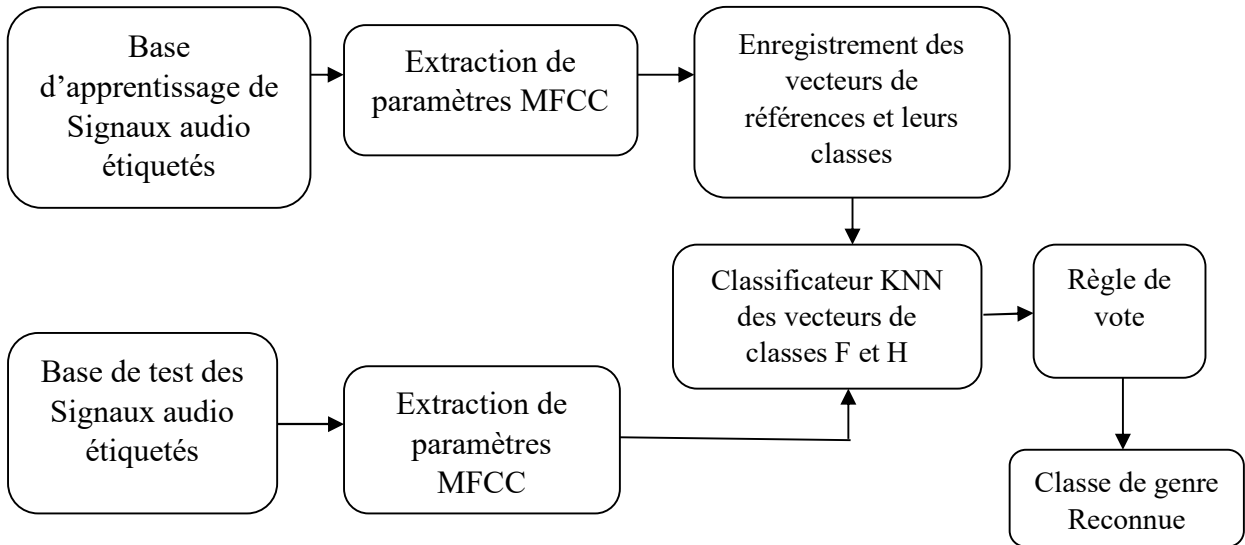 Base
d’apprentissage de
Signaux audio
étiquetés
Extraction de
paramètres MFCC
Enregistrement des
vecteurs de
références et leurs
classes
Classificateur KNN
des vecteurs de
classes F et H
Règle de
vote
Base de test des
Signaux audio
étiquetés
Extraction de
paramètres
MFCC
Classe de genre
Reconnue